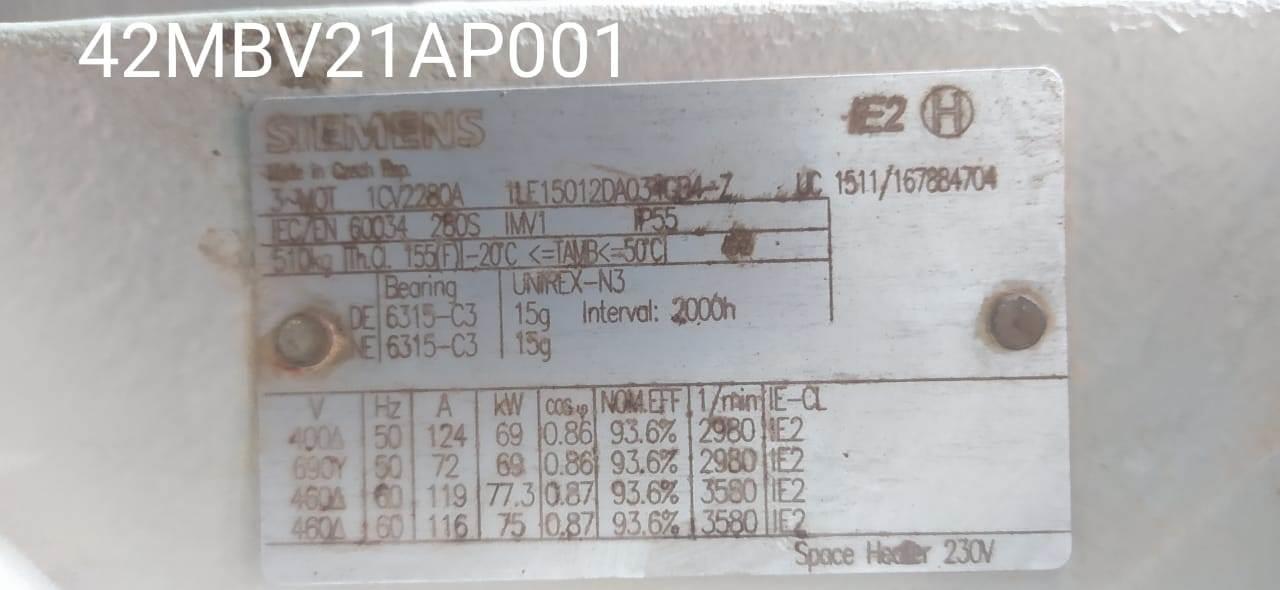 42MBV21AP001
SIEMENS IE2 H
Made in Czech Rep.
3~MOT 1CV2280A UC 1511/167884704
IEC/EN 60034 280S IMV1 IP55
510kg Th.Cl. 155(F) -20°C <=TAMB<=50°C
Bearing UNIREX-N3
DE 6315-C3 15g Interval: 2000h
NE 6315-C3 15g
V Hz A kW cosφ NOM.EFF 1/min IE-CL
400Δ 50 124 69 0.86 93.6% 2980 IE2
690Y 50 72 69 0.86 93.6% 2980 IE2
460Δ 60 119 77.3 0.87 93.6% 3580 IE2
460Δ 60 116 75 0.87 93.6% 3580 IE2
Space Heater 230V